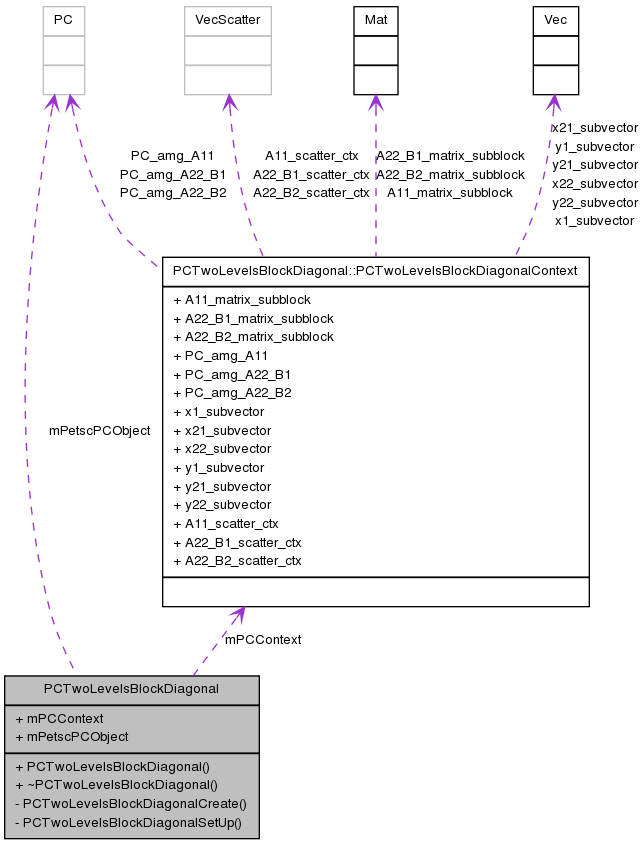 PC
VecScatter
Mat
Vec
PC_amg_A11
PC_amg_A22_B1
PC_amg_A22_B2
A11_scatter_ctx
A22_B1_scatter_ctx
A22_B2_scatter_ctx
A22_B1_matrix_subblock
A22_B2_matrix_subblock
A11_matrix_subblock
x21_subvector
y1_subvector
y21_subvector
x22_subvector
y22_subvector
x1_subvector
PCTwoLevelsBlockDiagonal::PCTwoLevelsBlockDiagonalContext
+ A11_matrix_subblock
+ A22_B1_matrix_subblock
+ A22_B2_matrix_subblock
+ PC_amg_A11
+ PC_amg_A22_B1
+ PC_amg_A22_B2
+ x1_subvector
+ x21_subvector
+ x22_subvector
+ y1_subvector
+ y21_subvector
+ y22_subvector
+ A11_scatter_ctx
+ A22_B1_scatter_ctx
+ A22_B2_scatter_ctx
mPetscPCObject
mPCContext
PCTwoLevelsBlockDiagonal
+ mPCContext
+ mPetscPCObject
+ PCTwoLevelsBlockDiagonal()
+ ~PCTwoLevelsBlockDiagonal()
- PCTwoLevelsBlockDiagonalCreate()
- PCTwoLevelsBlockDiagonalSetUp()